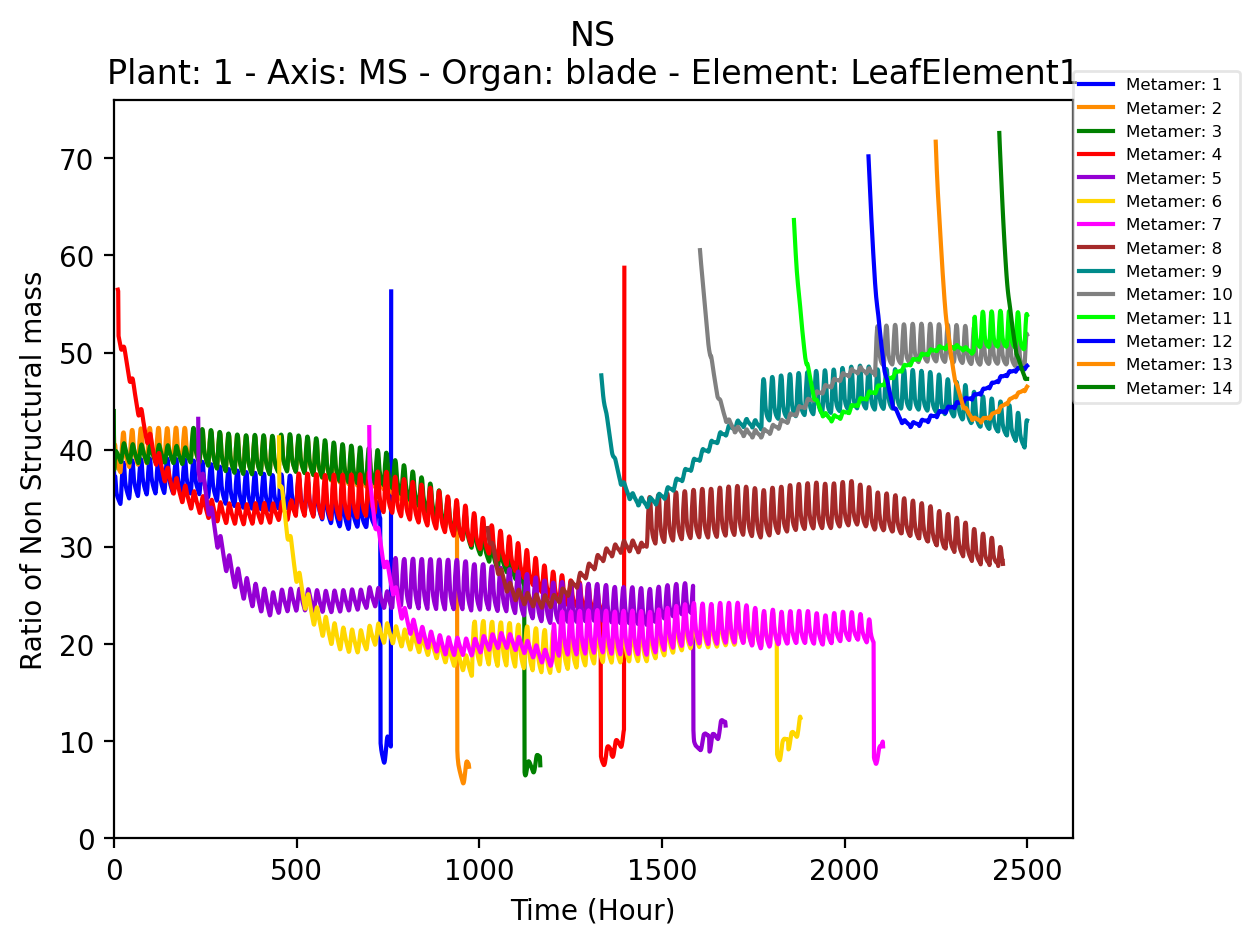 NS
Plant: 1 - Axis: MS - Organ: blade - Element: LeafElement1
Ratio of Non Structural mass
70
60
50
40
30
20
10
0
0 500 1000 1500 2000 2500
Time (Hour)
Metamer: 1
Metamer: 2
Metamer: 3
Metamer: 4
Metamer: 5
Metamer: 6
Metamer: 7
Metamer: 8
Metamer: 9
Metamer: 10
Metamer: 11
Metamer: 12
Metamer: 13
Metamer: 14